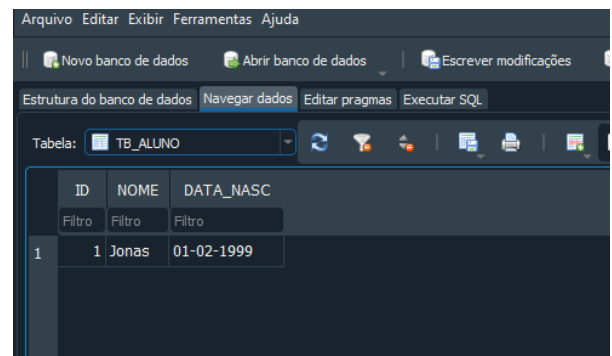 Arquivo Editar Exibir Ferramentas Ajuda
Novo banco de dados Abrir banco de dados Escrever modificações
Estrutura do banco de dados Navegar dados Editar pragmas Executar SQL
Tabela: TB_ALUNO
ID NOME DATA_NASC
Filtro Filtro Filtro
1 1 Jonas 01-02-1999